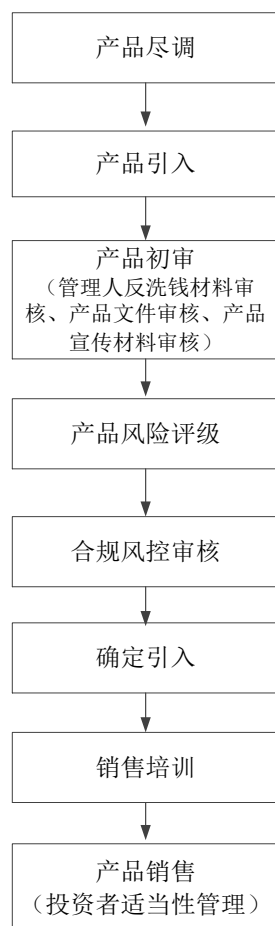 产品尽调
产品引入
产品初审
（管理人反洗钱材料审
核、产品文件审核、产品
宣传材料审核）
产品风险评级
合规风控审核
确定引入
销售培训
产品销售
（投资者适当性管理）